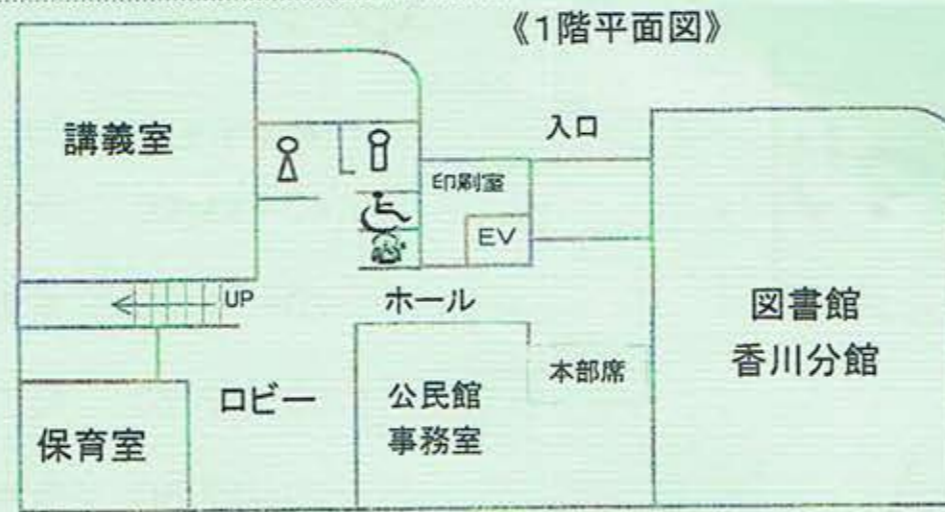 《1階平面図》
講義室
入口
印刷室
EV
UP
ホール
図書館
香川分館
本部席
ロビー
公民館
事務室
保育室